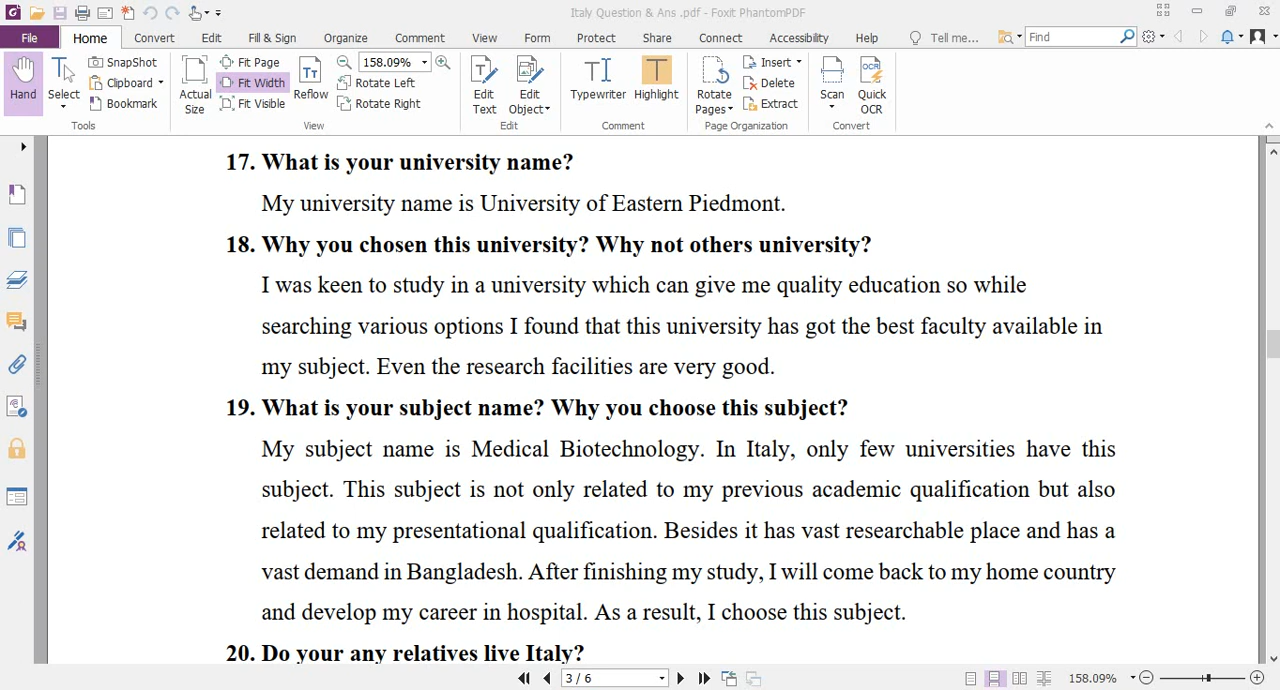 Italy Question & Ans .pdf - Foxit PhantomPDF
File Home Convert Edit Fill & Sign Organize Comment View Form Protect Share Connect Accessibility Help Tell me... Find
Hand Select SnapShot Clipboard Bookmark Tools
Actual Size Fit Page Fit Width Fit Visible Reflow 158.09% Rotate Left Rotate Right View
Edit Text Edit Object Edit
Typewriter Highlight Comment
Rotate Pages Insert Delete Extract Page Organization
Scan Quick OCR Convert
17. What is your university name?
My university name is University of Eastern Piedmont.
18. Why you chosen this university? Why not others university?
I was keen to study in a university which can give me quality education so while
searching various options I found that this university has got the best faculty available in
my subject. Even the research facilities are very good.
19. What is your subject name? Why you choose this subject?
My subject name is Medical Biotechnology. In Italy, only few universities have this
subject. This subject is not only related to my previous academic qualification but also
related to my presentational qualification. Besides it has vast researchable place and has a
vast demand in Bangladesh. After finishing my study, I will come back to my home country
and develop my career in hospital. As a result, I choose this subject.
20. Do your any relatives live Italy?
3 / 6 158.09%